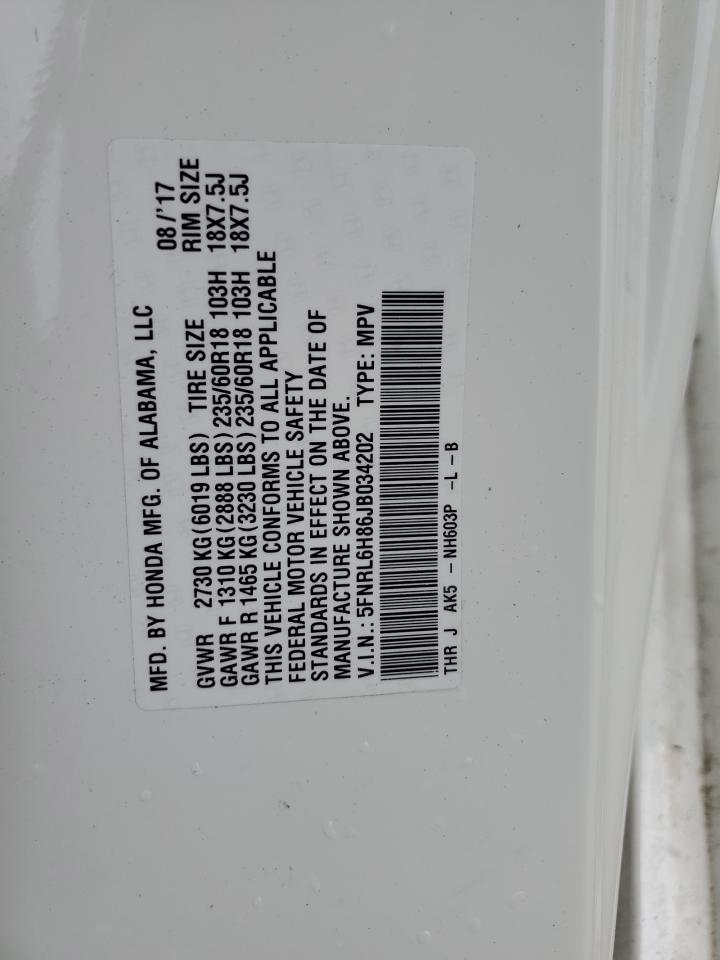 MFD. BY HONDA MFG. OF ALABAMA, LLC 08/'17
GVWR 2730 KG(6019 LBS) TIRE SIZE RIM SIZE
GAWR F 1310 KG(2888 LBS)235/60R18 103H 18X7.5J
GAWR R 1465 KG(3230 LBS)235/60R18 103H 18X7.5J
THIS VEHICLE CONFORMS TO ALL APPLICABLE
FEDERAL MOTOR VEHICLE SAFETY
STANDARDS IN EFFECT ON THE DATE OF
MANUFACTURE SHOWN ABOVE.
V.I.N.: 5FNRL6H86JB034202 TYPE: MPV
THR J AK5 – NH603P –L – B